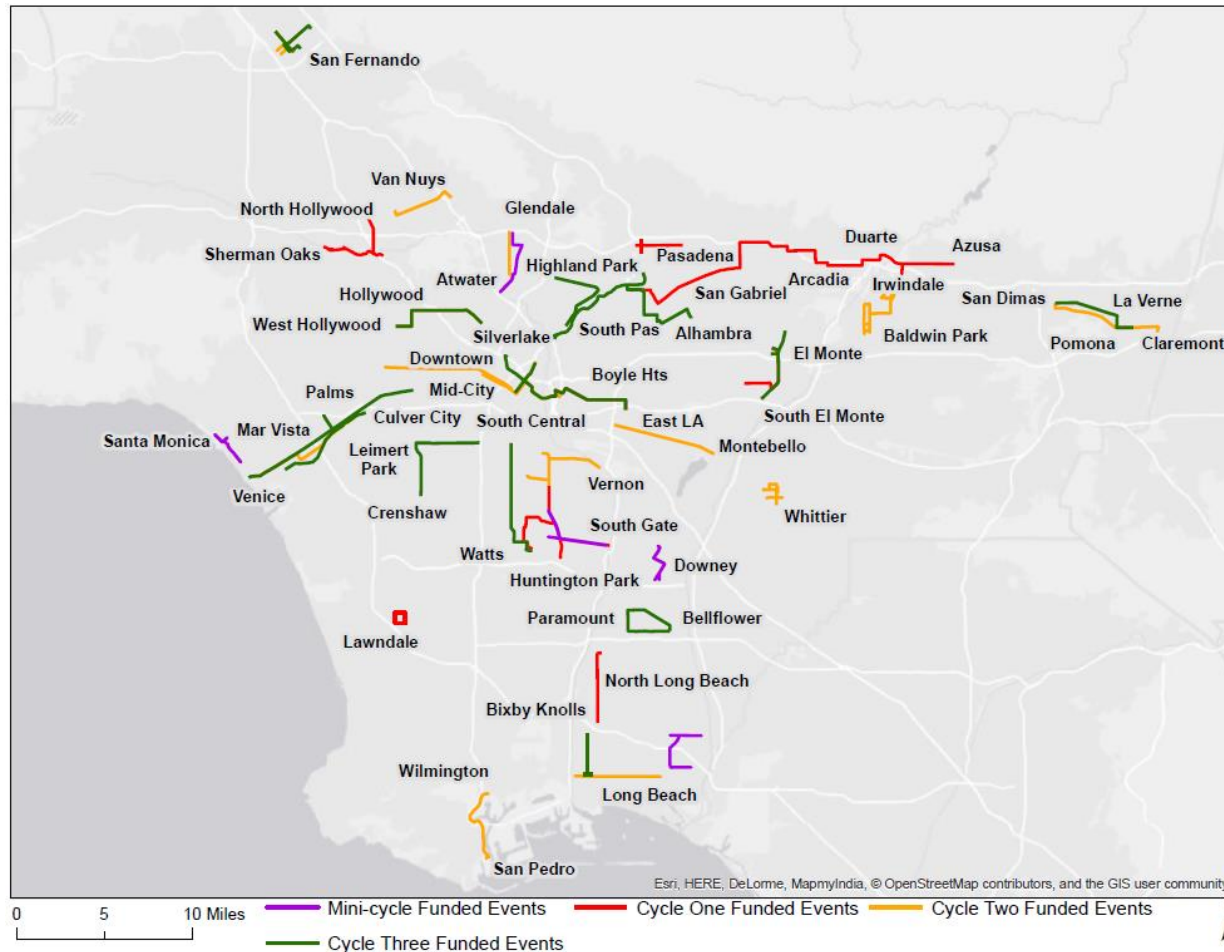 San Fernando
Van Nuys
North Hollywood
Glendale
Sherman Oaks
Highland Park
Pasadena
Duarte
Azusa
Atwater
Arcadia
Irwindale
Hollywood
San Gabriel
San Dimas
La Verne
West Hollywood
Silverlake
South Pas
Alhambra
Baldwin Park
Pomona
Claremont
Downtown
El Monte
Palms
Mid-City
Boyle Hts
Culver City
South El Monte
Santa Monica
Mar Vista
South Central
East LA
Leimert
Park
Montebello
Venice
Vernon
Crenshaw
Whittier
South Gate
Watts
Huntington Park
Downey
Paramount
Bellflower
Lawndale
North Long Beach
Bixby Knolls
Wilmington
Long Beach
San Pedro
Esri, HERE, DeLorme, MapmyIndia, © OpenStreetMap contributors, and the GIS user community
0 5 10 Miles
Mini-cycle Funded Events
Cycle One Funded Events
Cycle Two Funded Events
Cycle Three Funded Events